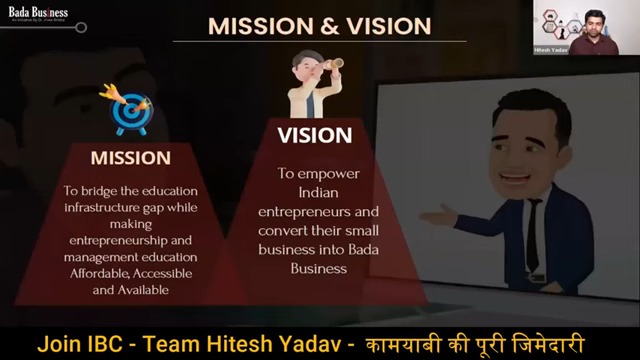 Bada Business
An initiative by Dr. Vivek Bindra
MISSION & VISION
Hitesh Yadav
MISSION
To bridge the education
infrastructure gap while
making
entrepreneurship and
management education
Affordable, Accessible
and Available
VISION
To empower
Indian
entrepreneurs and
convert their small
business into Bada
Business
Join IBC - Team Hitesh Yadav - कामयाबी की पूरी जिमेदारी